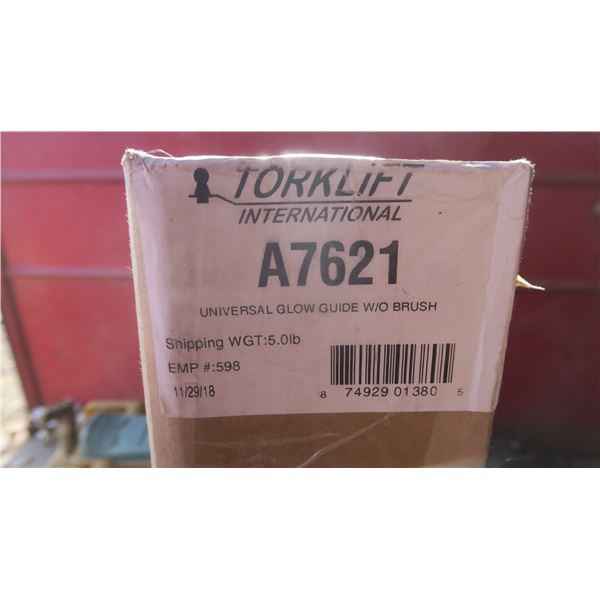 TORKLIFT
INTERNATIONAL
A7621
UNIVERSAL GLOW GUIDE W/O BRUSH
Shipping WGT:5.0lb
EMP #:598
11/29/18
8 74929 01380 5